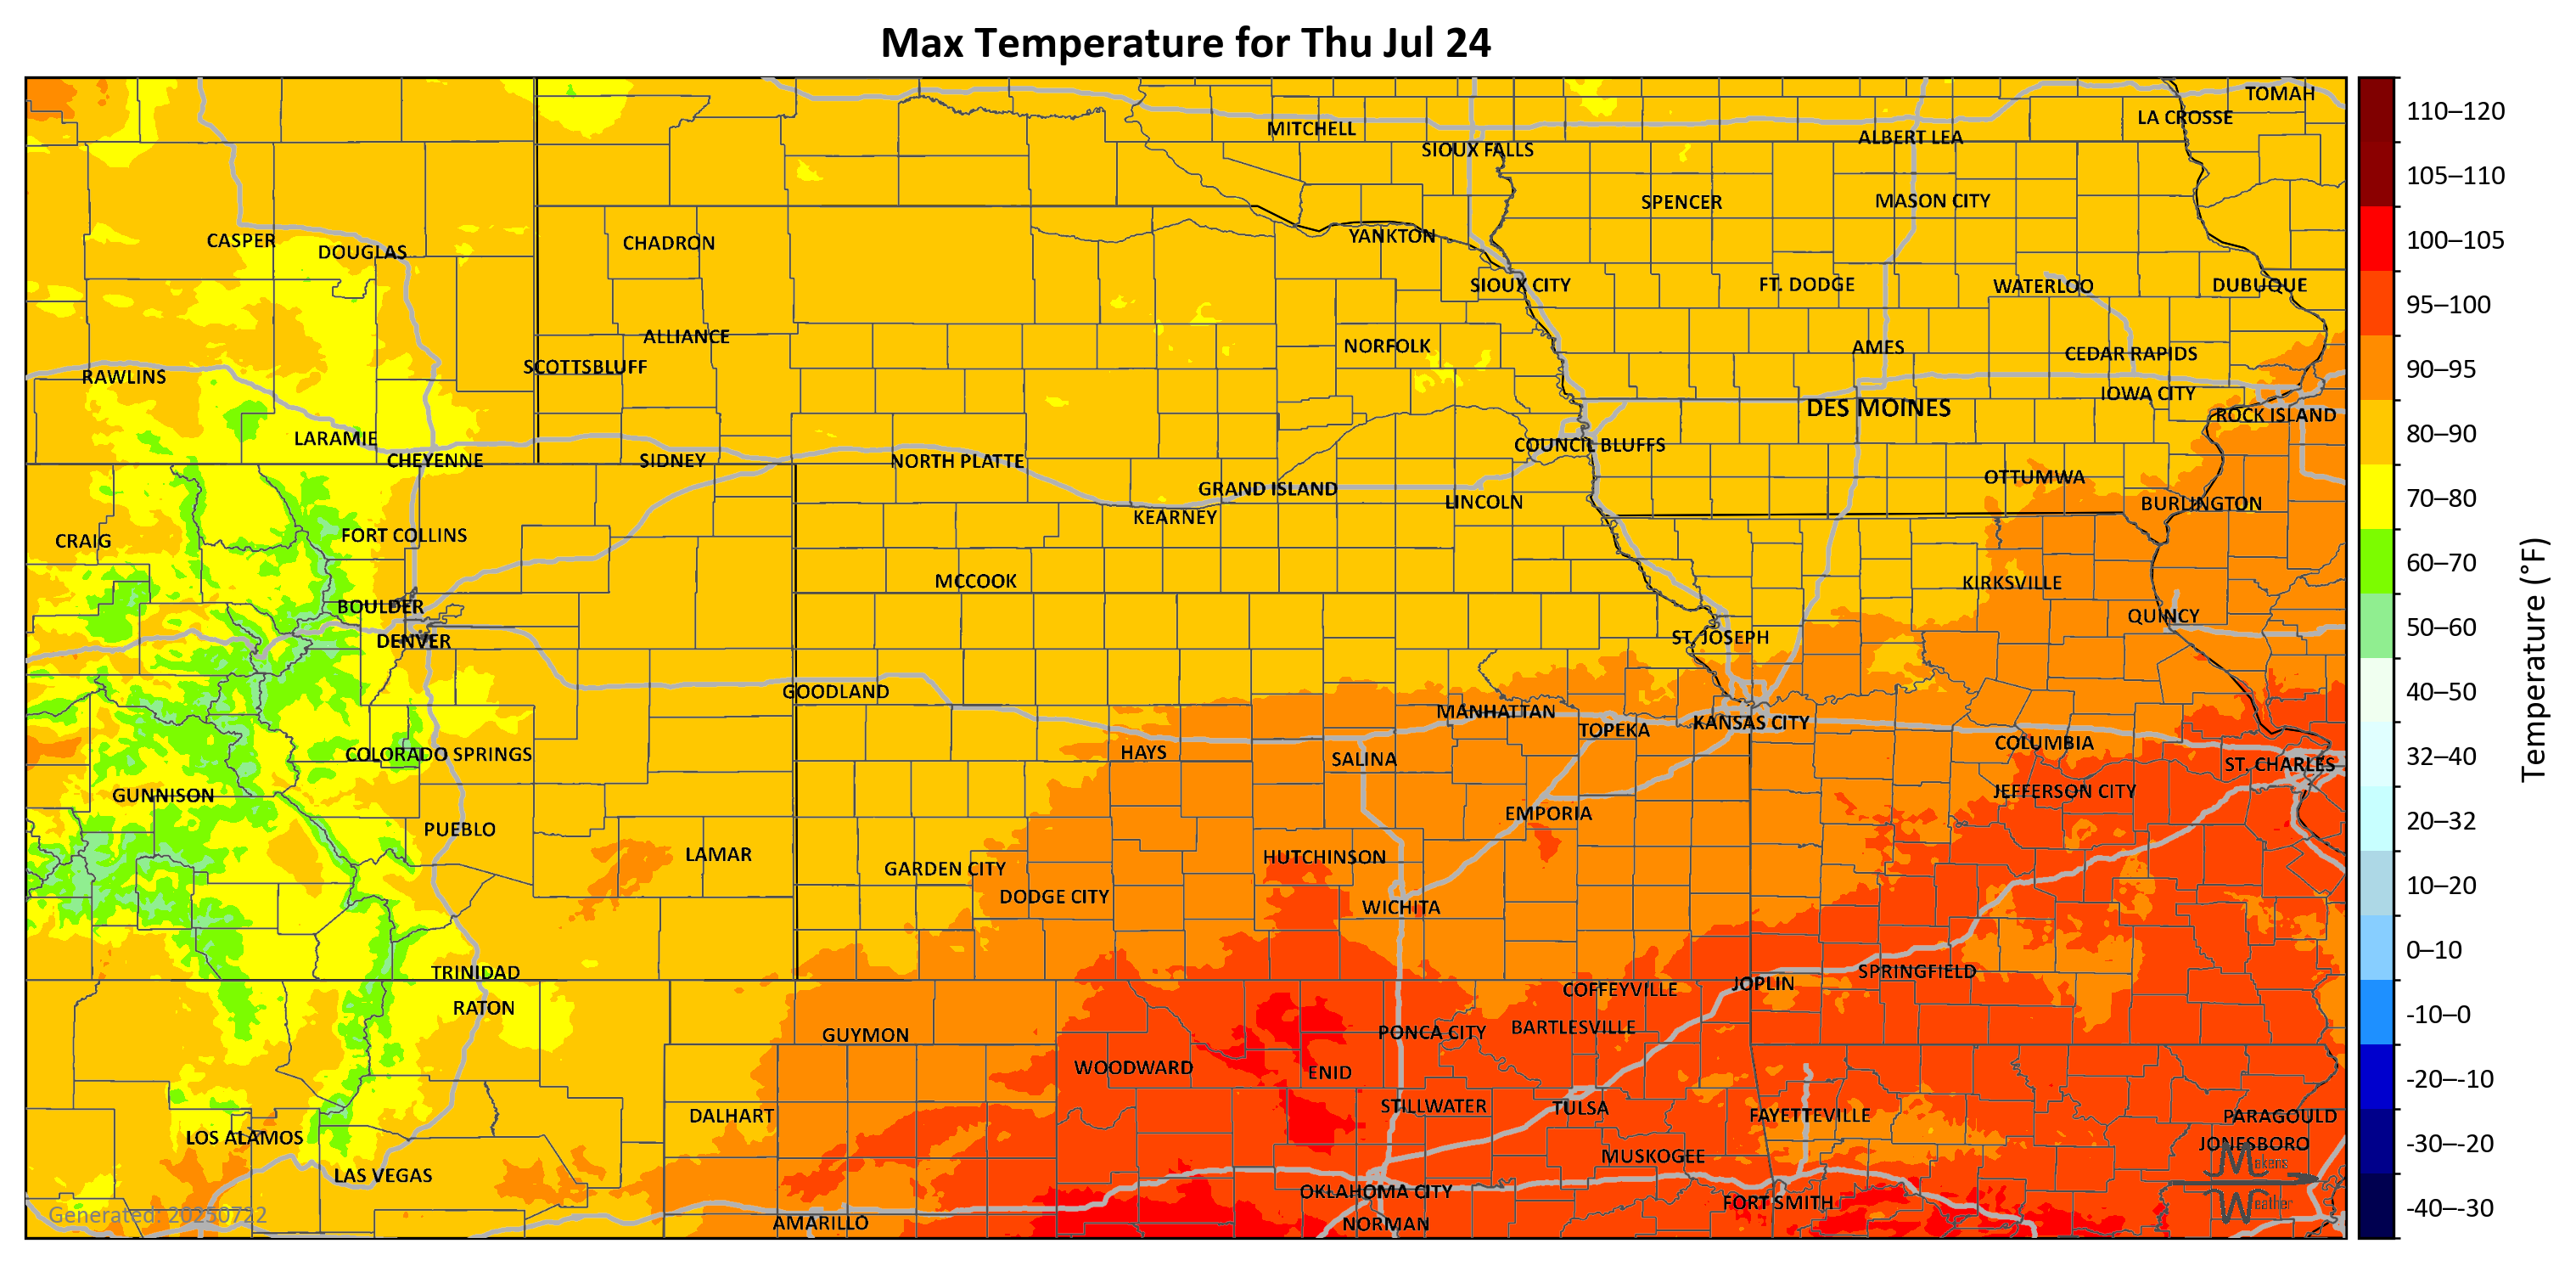 Max Temperature for Thu Jul 24
TOMAH
LA CROSSE
MITCHELL
ALBERT LEA
SIOUX FALLS
SPENCER
MASON CITY
CASPER
DOUGLAS
CHADRON
YANKTON
SIOUX CITY
FT. DODGE
WATERLOO
DUBUQUE
ALLIANCE
NORFOLK
AMES
CEDAR RAPIDS
SCOTTSBLUFF
RAWLINS
IOWA CITY
DES MOINES
ROCK ISLAND
LARAMIE
COUNCIL BLUFFS
CHEYENNE
SIDNEY
NORTH PLATTE
OTTUMWA
GRAND ISLAND
LINCOLN
BURLINGTON
KEARNEY
FORT COLLINS
CRAIG
MCCOOK
KIRKSVILLE
BOULDER
QUINCY
DENVER
ST. JOSEPH
GOODLAND
MANHATTAN
TOPEKA
KANSAS CITY
COLUMBIA
COLORADO SPRINGS
HAYS
SALINA
ST. CHARLES
GUNNISON
JEFFERSON CITY
EMPORIA
PUEBLO
LAMAR
HUTCHINSON
GARDEN CITY
DODGE CITY
WICHITA
TRINIDAD
SPRINGFIELD
JOPLIN
COFFEYVILLE
RATON
GUYMON
PONCA CITY
BARTLESVILLE
WOODWARD
ENID
DALHART
STILLWATER
TULSA
FAYETTEVILLE
PARAGOULD
LOS ALAMOS
JONESBORO
MUSKOGEE
LAS VEGAS
OKLAHOMA CITY
FORT SMITH
AMARILLO
NORMAN
Generated: 20250722
Makens
Weather
110–120
105–110
100–105
95–100
90–95
80–90
70–80
60–70
50–60
40–50
32–40
20–32
10–20
0–10
-10–0
-20–-10
-30–-20
-40–-30
Temperature (°F)